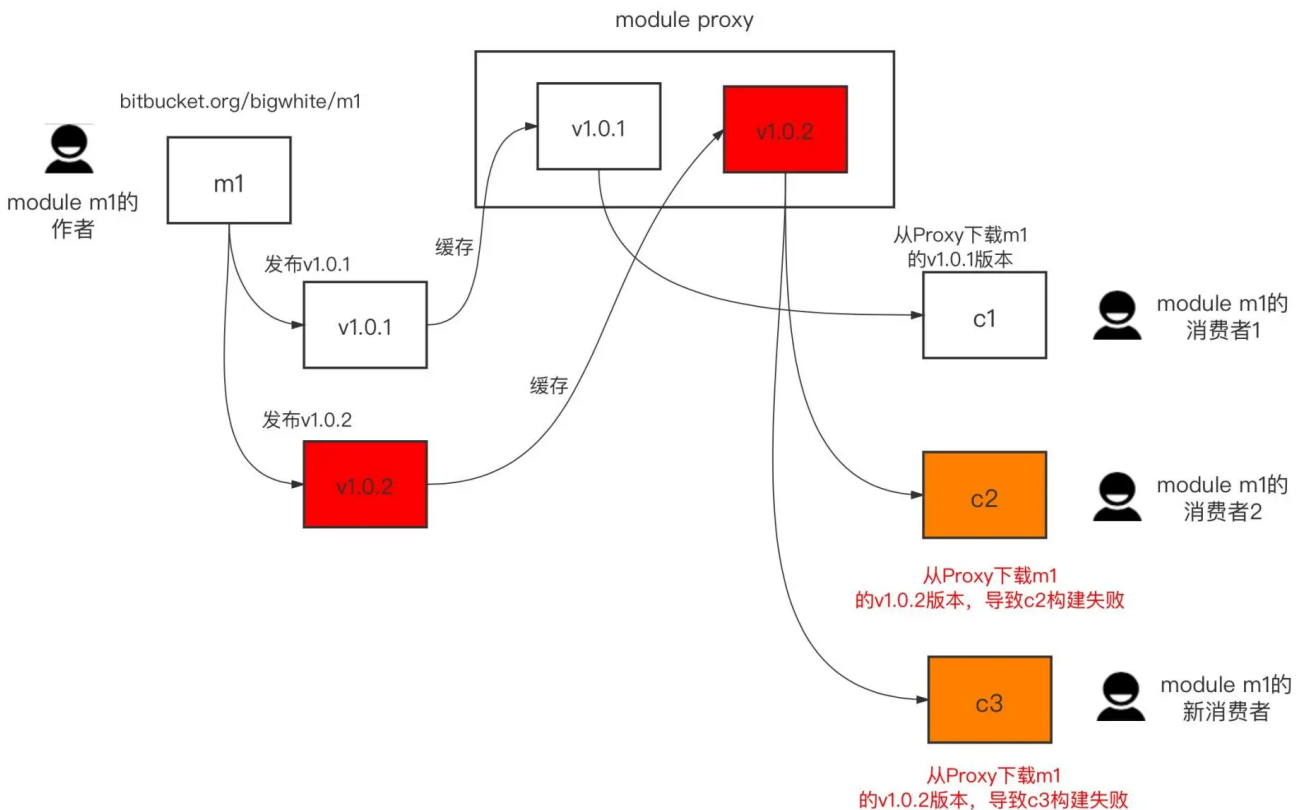 module proxy
bitbucket.org/bigwhite/m1
v1.0.1
v1.0.2
m1
module m1的
作者
缓存
从Proxy下载m1
的v1.0.1版本
发布v1.0.1
v1.0.1
c1
module m1的
消费者1
缓存
发布v1.0.2
v1.0.2
c2
module m1的
消费者2
从Proxy下载m1
的v1.0.2版本，导致c2构建失败
c3
module m1的
新消费者
从Proxy下载m1
的v1.0.2版本，导致c3构建失败